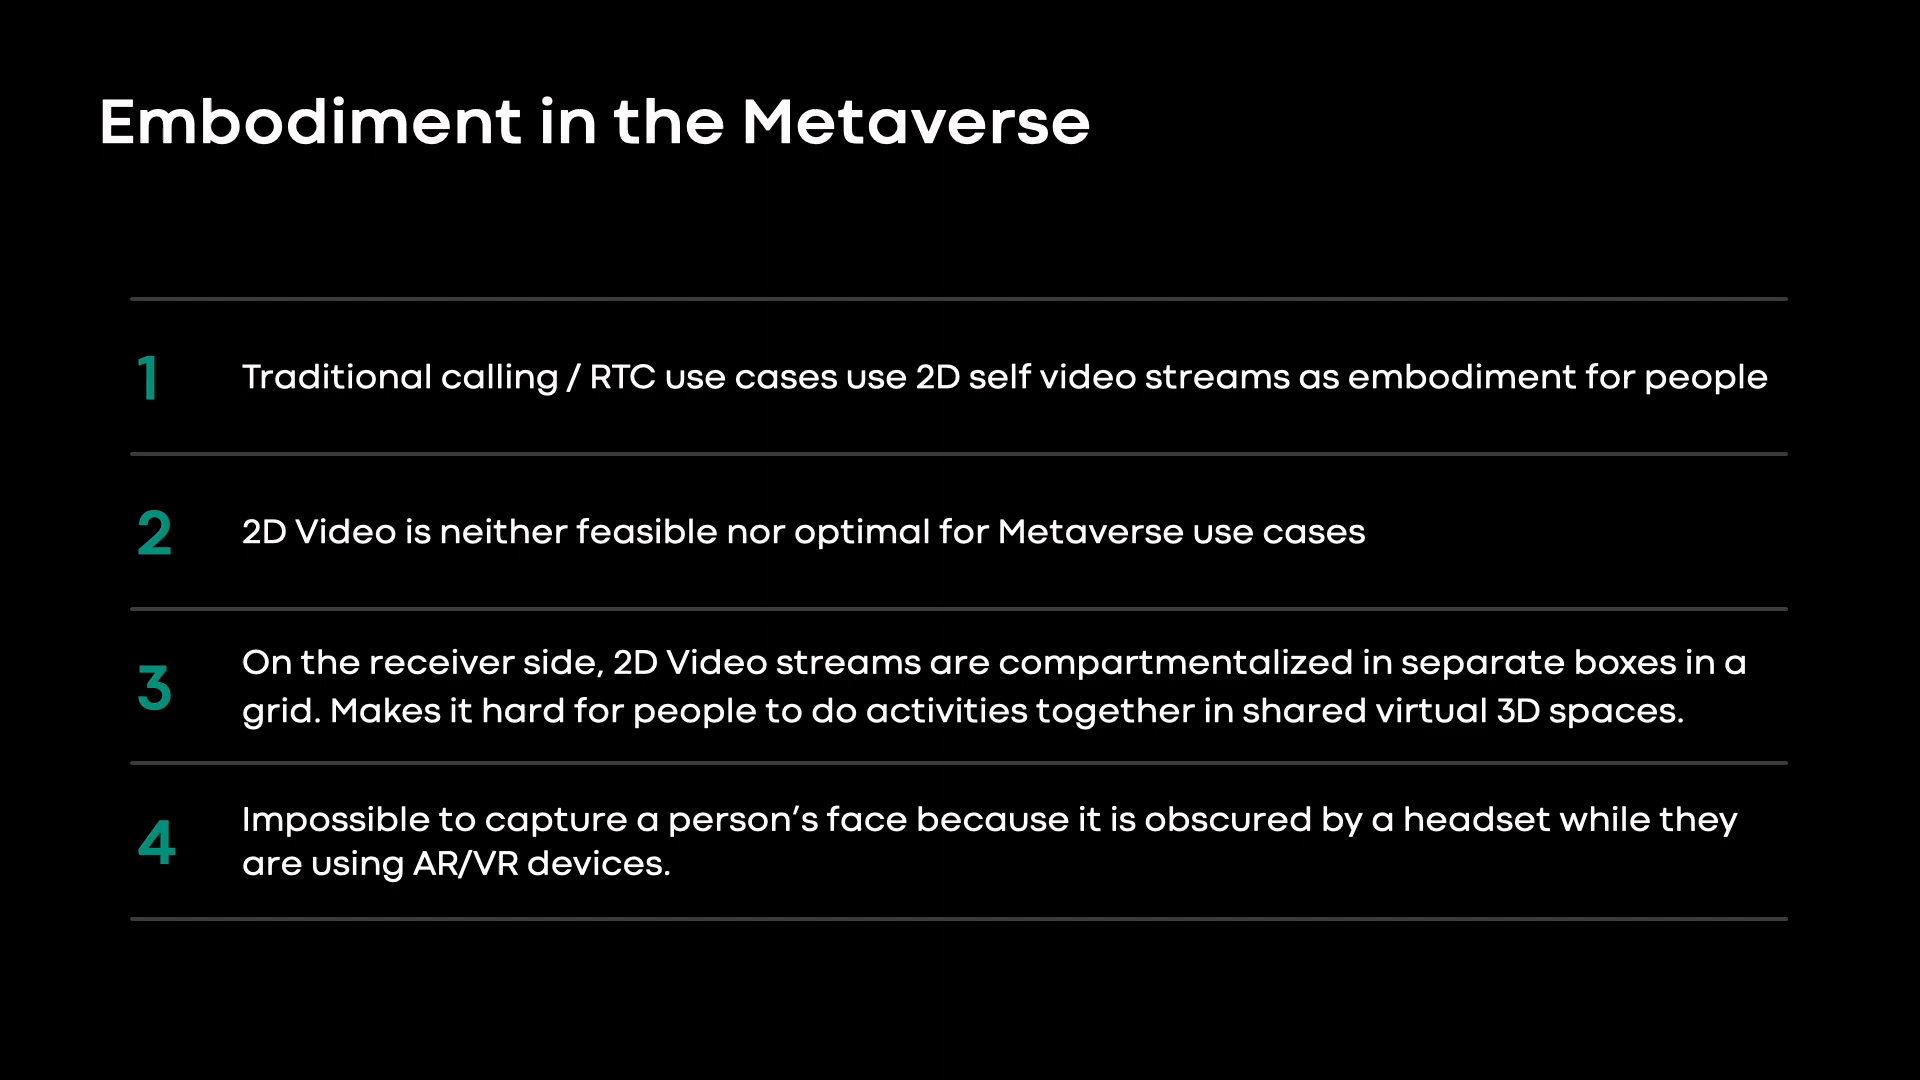 Embodiment in the Metaverse
1
Traditional calling / RTC use cases use 2D self video streams as embodiment for people
2
2D Video is neither feasible nor optimal for Metaverse use cases
3
On the receiver side, 2D Video streams are compartmentalized in separate boxes in a
grid. Makes it hard for people to do activities together in shared virtual 3D spaces.
4
Impossible to capture a person’s face because it is obscured by a headset while they
are using AR/VR devices.